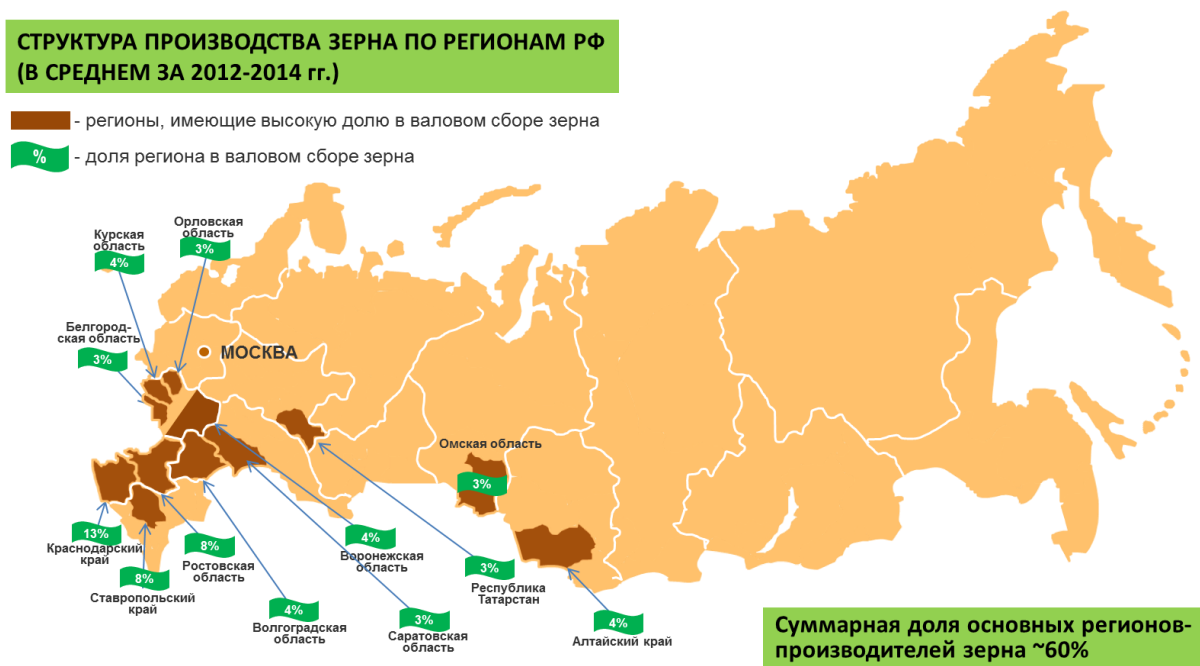 СТРУКТУРА ПРОИЗВОДСТВА ЗЕРНА ПО РЕГИОНАМ РФ
(В СРЕДНЕМ ЗА 2012-2014 гг.)
- регионы, имеющие высокую долю в валовом сборе зерна
%
- доля региона в валовом сборе зерна
Орловская
область
3%
Курская
область
4%
Белгород-
ская область
3%
МОСКВА
Омская область
3%
13%
Краснодарский
край
8%
Ставропольский
край
8%
Ростовская
область
4%
Волгоградская
область
4%
Воронежская
область
3%
Саратовская
область
3%
Республика
Татарстан
4%
Алтайский край
Суммарная доля основных регионов-
производителей зерна ~60%